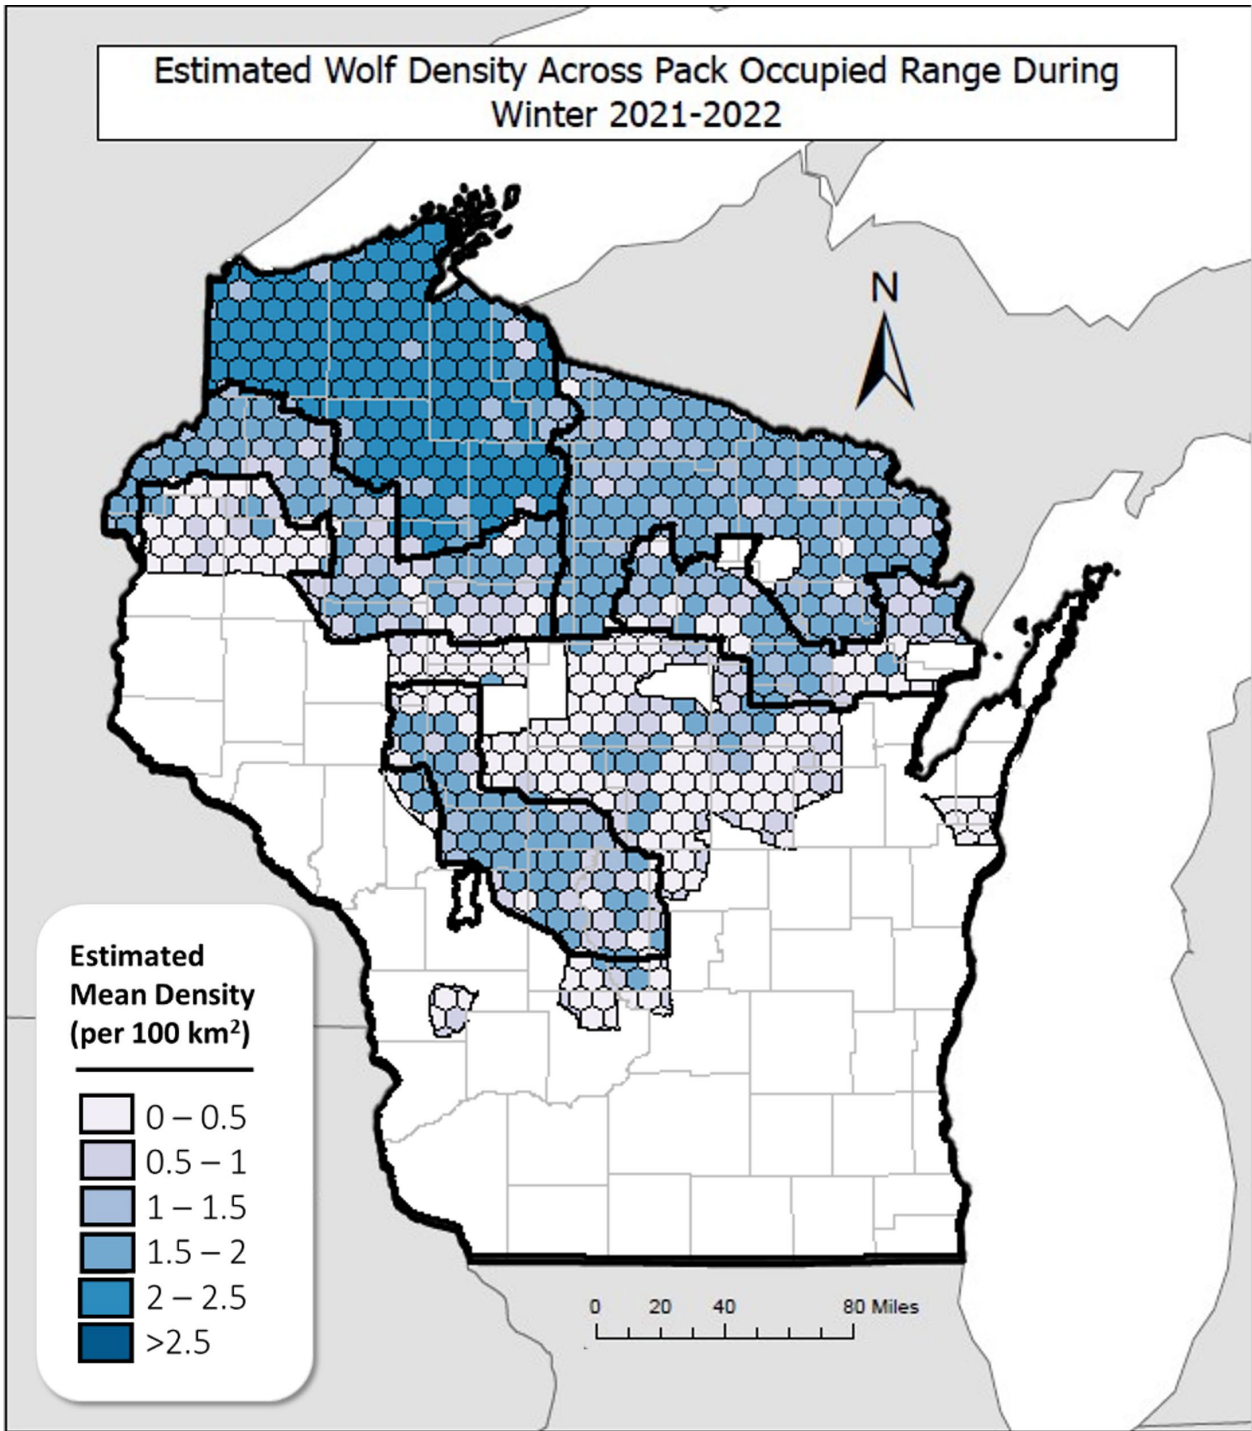 Estimated Wolf Density Across Pack Occupied Range During
Winter 2021-2022
N
Estimated
Mean Density
(per 100 km²)
0 – 0.5
0.5 – 1
1 – 1.5
1.5 – 2
2 – 2.5
>2.5
0 20 40 80 Miles